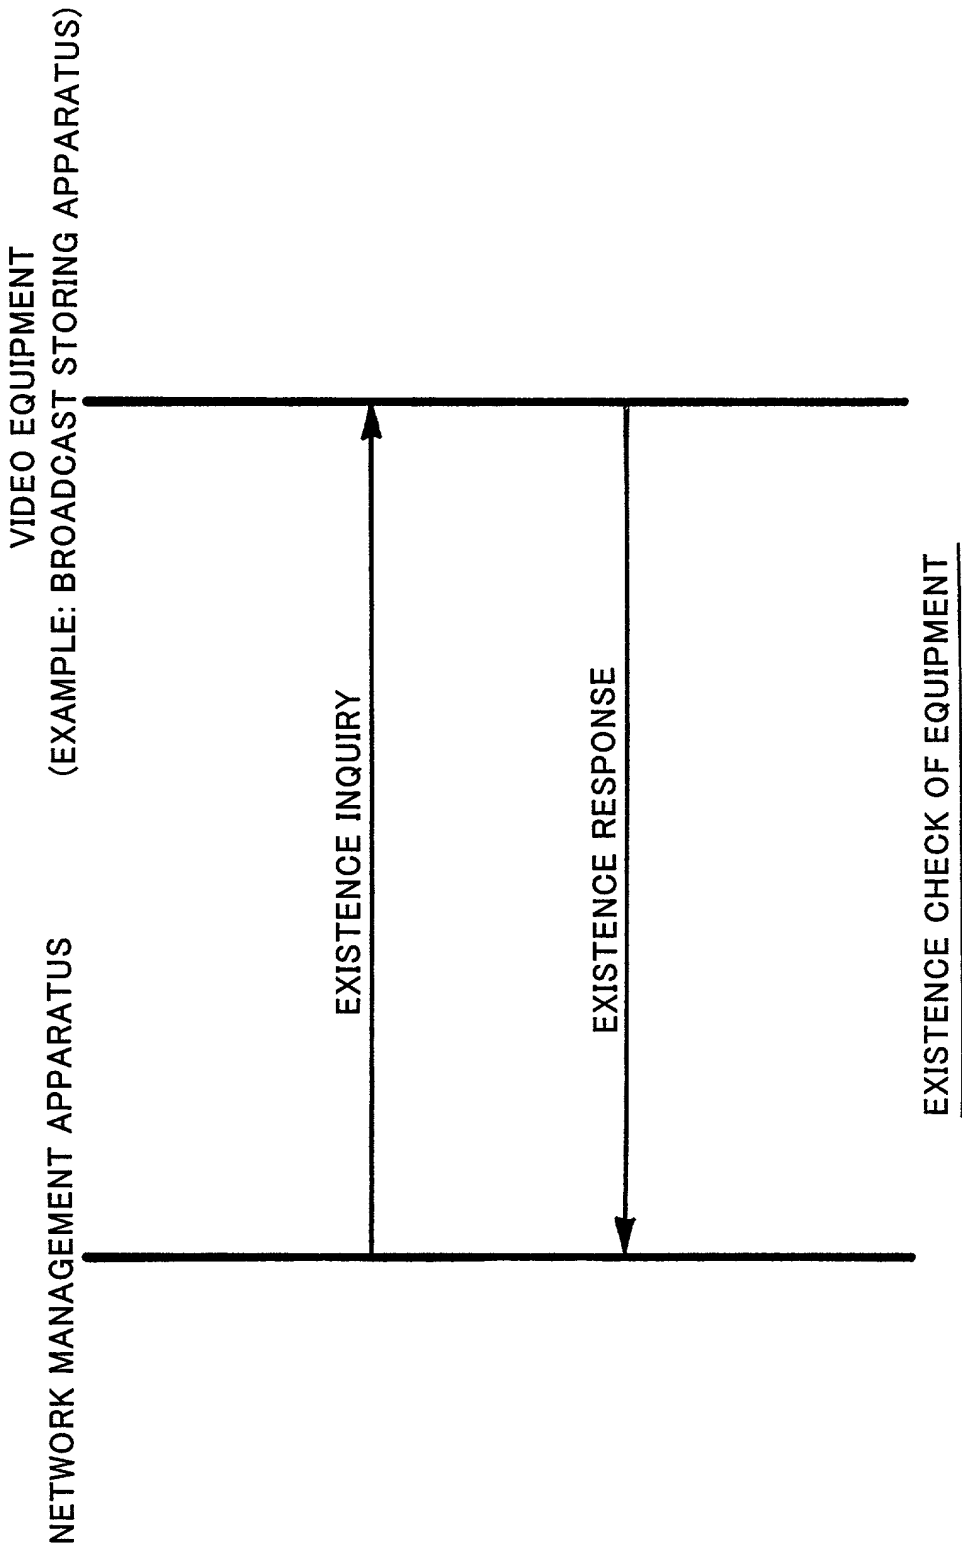 NETWORK MANAGEMENT APPARATUS
VIDEO EQUIPMENT
(EXAMPLE: BROADCAST STORING APPARATUS)
EXISTENCE INQUIRY
EXISTENCE RESPONSE
EXISTENCE CHECK OF EQUIPMENT